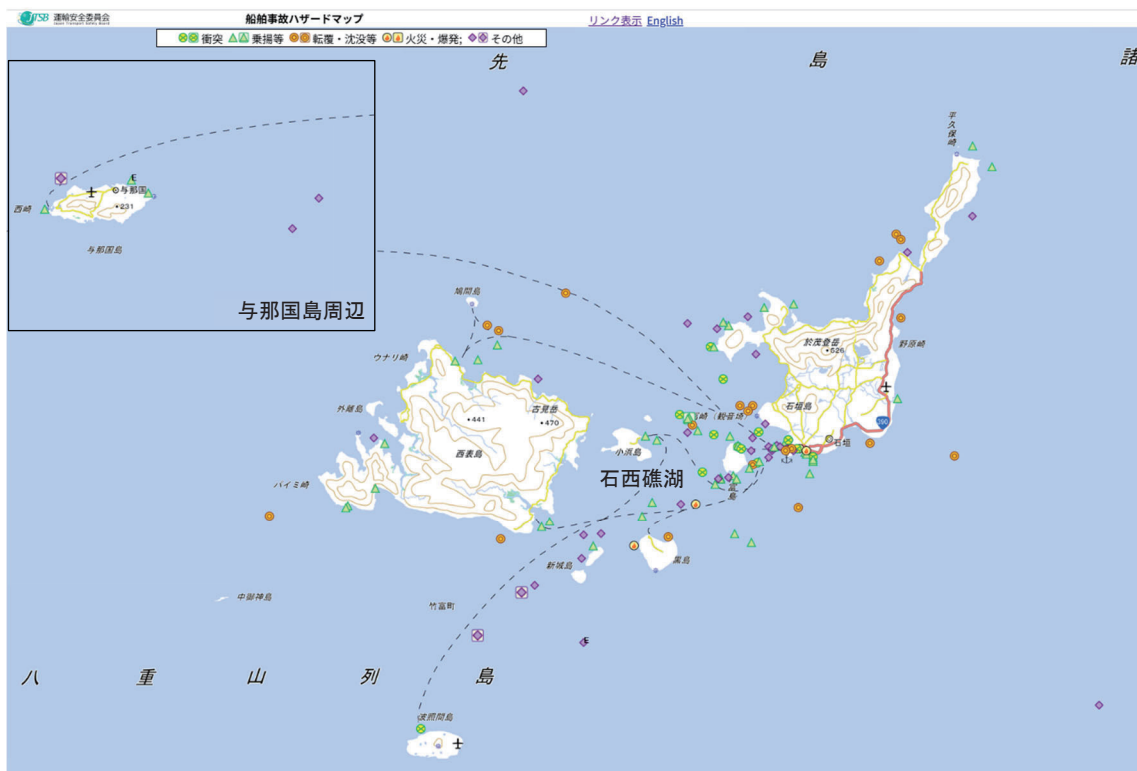 JTSB 運輸安全委員会
Japan Transport Safety Board
船舶事故ハザードマップ
リンク表示 English
衝突 乗揚等 転覆・沈没等 火災・爆発; その他
先 島 諸
平久保崎
与那国
231
西崎
与那国島
与那国島周辺
鳩間島
ウナリ崎
於茂登岳
526
野原崎
外離島
古見岳
441
470
西表島
石垣島
390
石垣
小浜島
石西礁湖
パイミ崎
新城島
黒島
中御神島
竹富町
八 重 山 列 島
波照間島